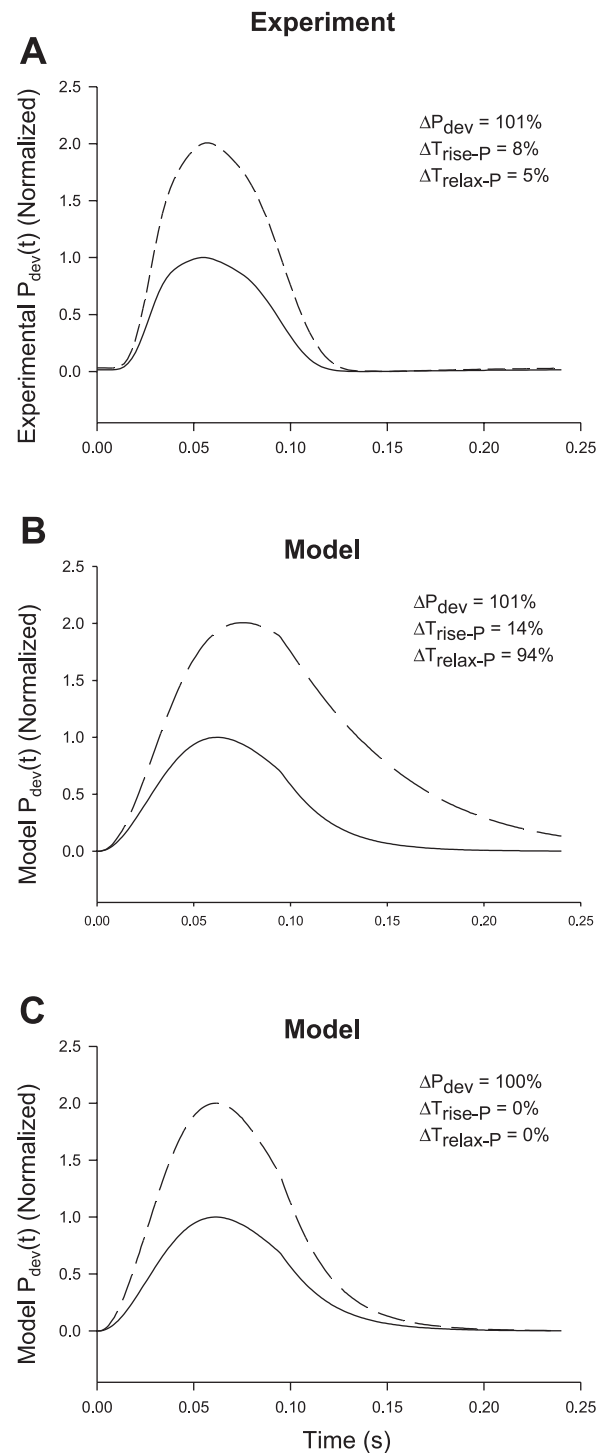 Experiment
A
Experimental P_dev(t) (Normalized)
2.5
2.0
1.5
1.0
0.5
0.0
ΔP_dev = 101%
ΔT_rise-P = 8%
ΔT_relax-P = 5%
0.00 0.05 0.10 0.15 0.20 0.25
B
Model
Model P_dev(t) (Normalized)
2.5
2.0
1.5
1.0
0.5
0.0
ΔP_dev = 101%
ΔT_rise-P = 14%
ΔT_relax-P = 94%
0.00 0.05 0.10 0.15 0.20 0.25
C
Model
Model P_dev(t) (Normalized)
2.5
2.0
1.5
1.0
0.5
0.0
ΔP_dev = 100%
ΔT_rise-P = 0%
ΔT_relax-P = 0%
0.00 0.05 0.10 0.15 0.20 0.25
Time (s)